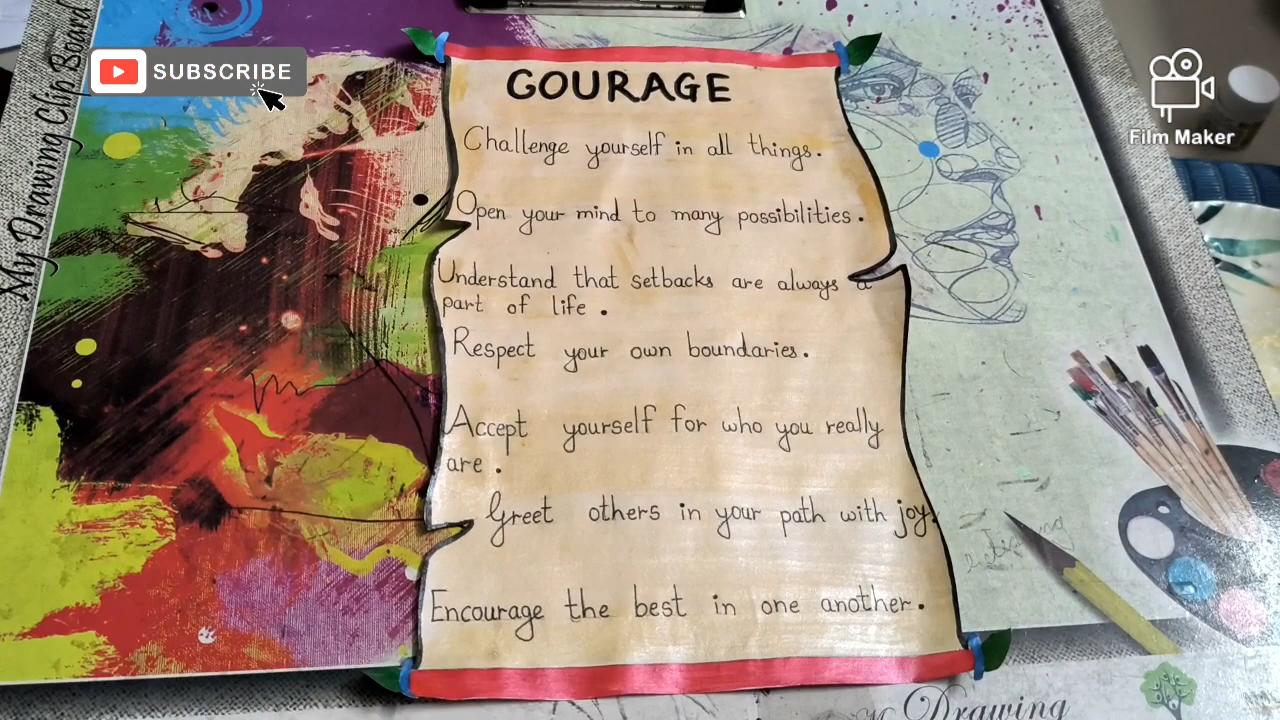 My Drawing Clip Board
SUBSCRIBE
Film Maker
COURAGE
Challenge yourself in all things.
Open your mind to many possibilities.
Understand that setbacks are always a
part of life.
Respect your own boundaries.
Accept yourself for who you really
are.
Greet others in your path with joy.
Encourage the best in one another.
Drawing